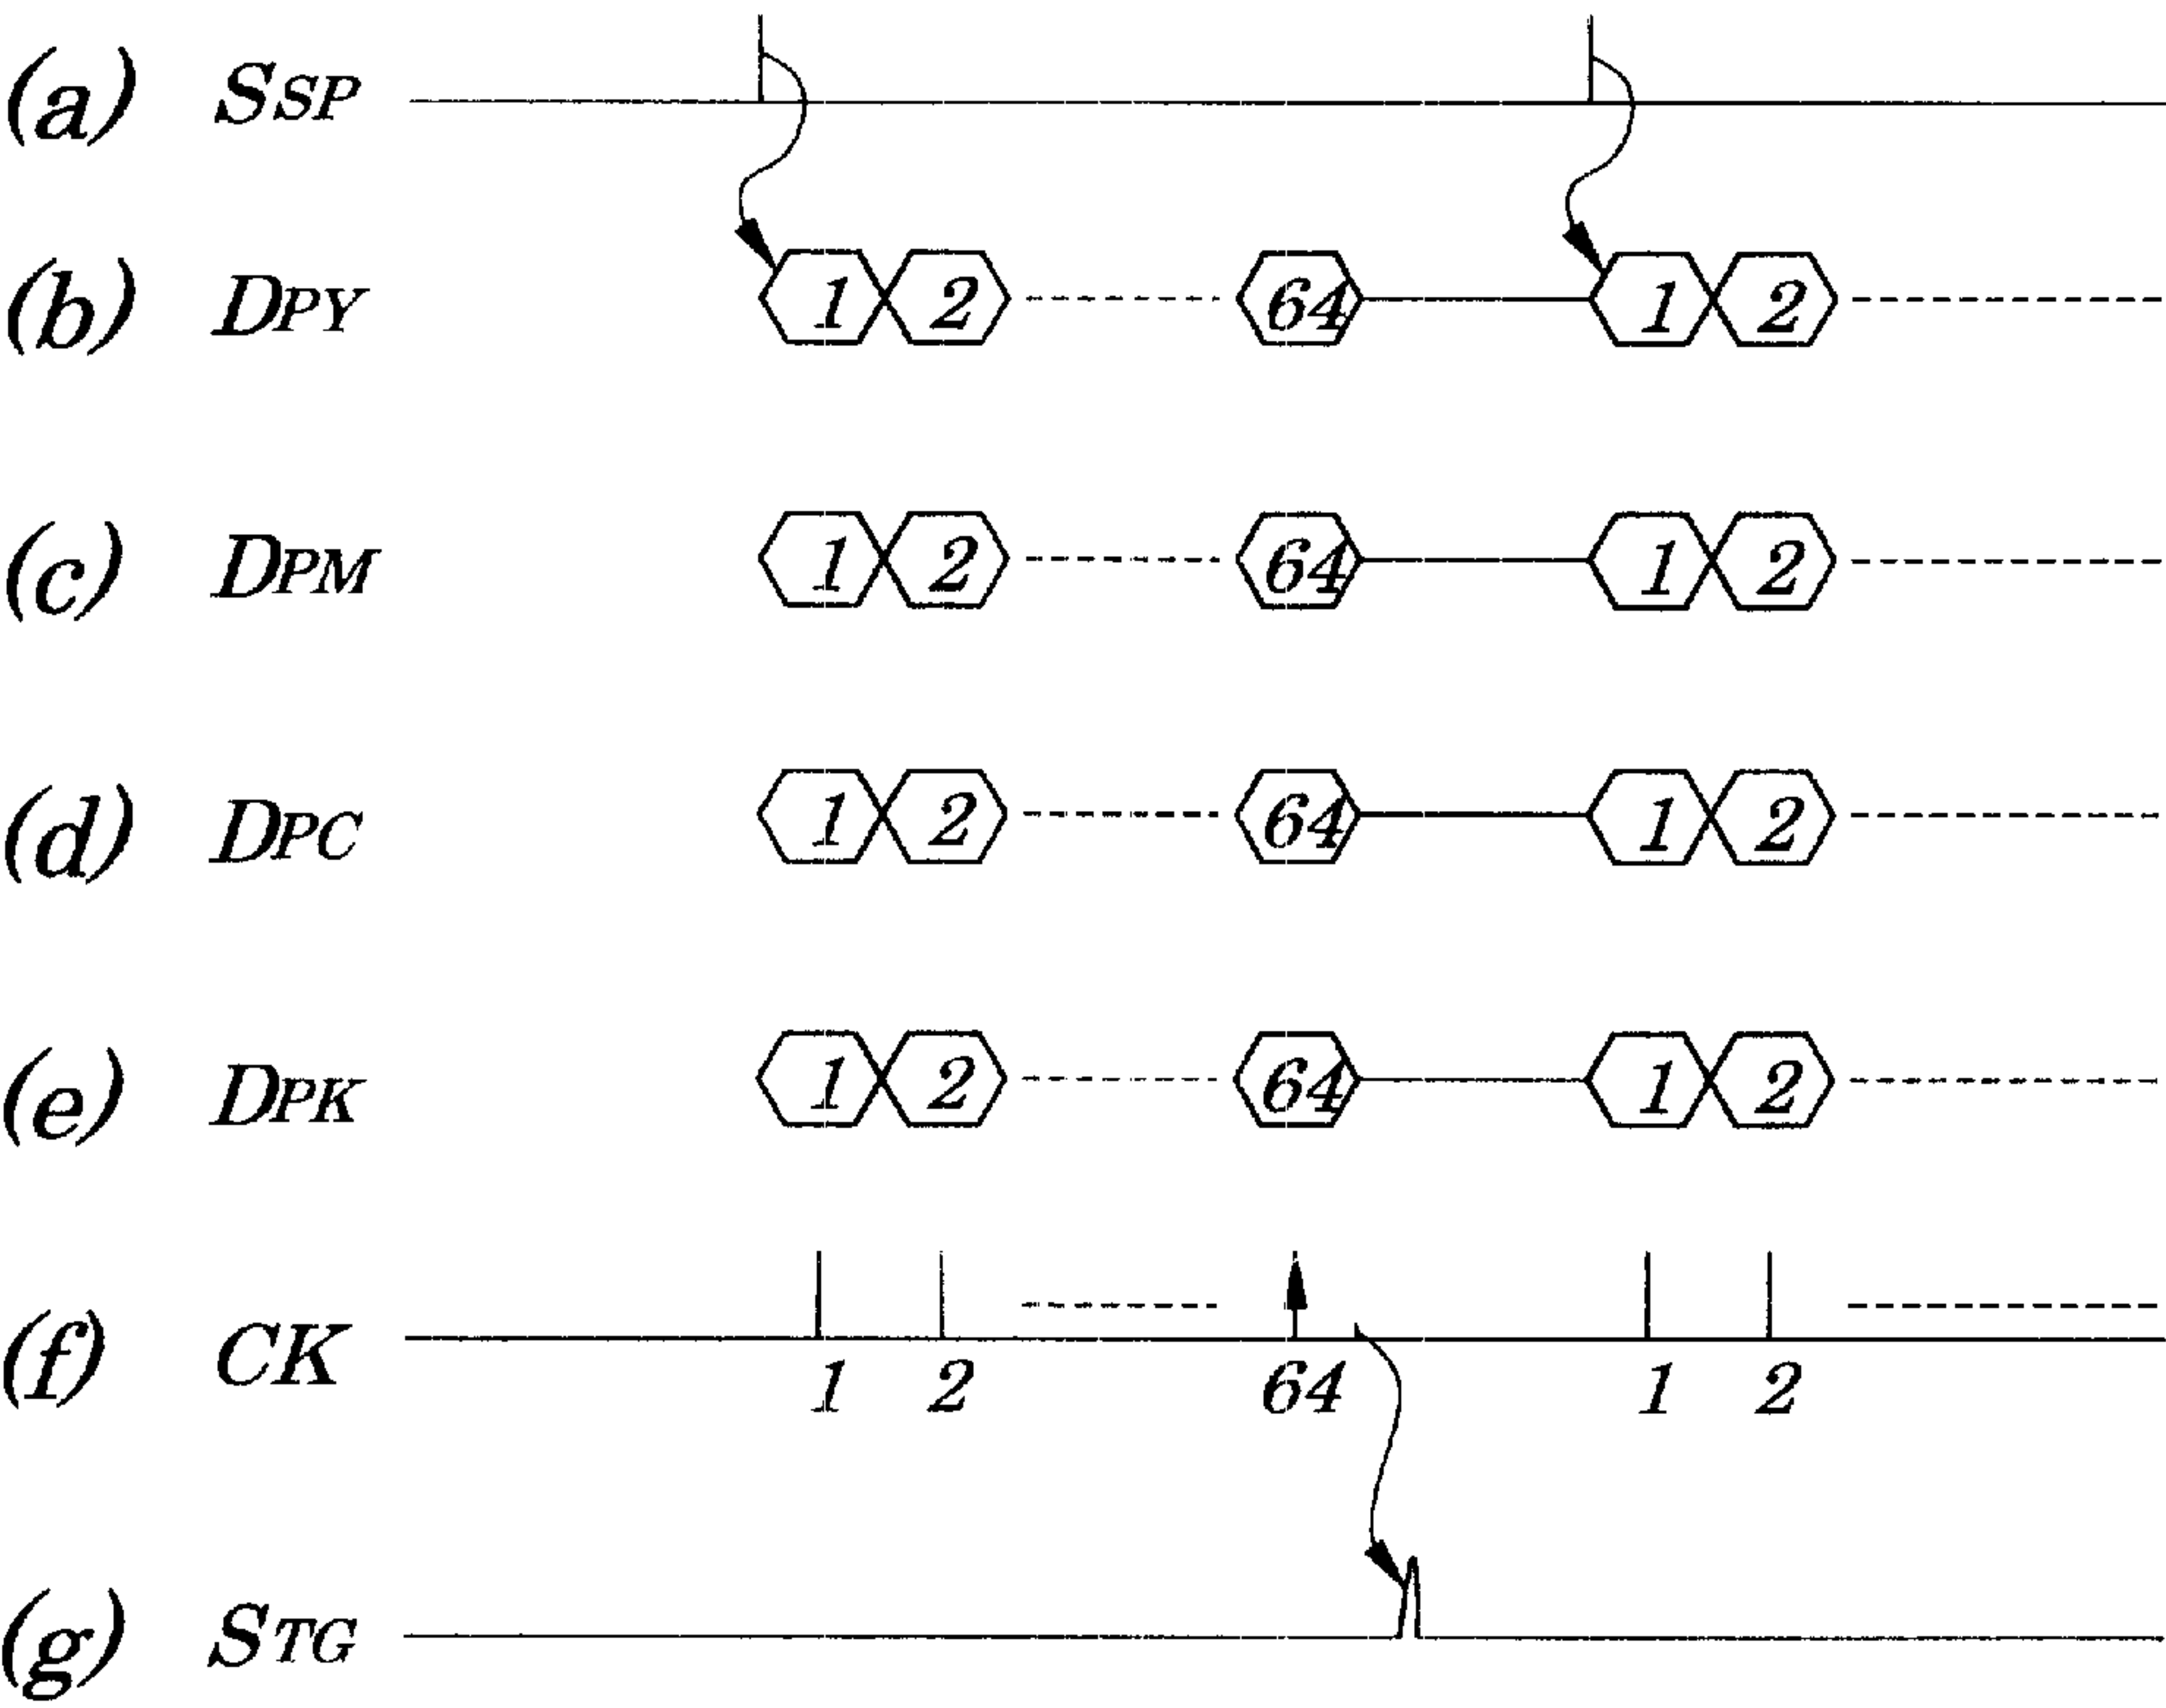 (a) SSP
(b) DPY 1 2 64 1 2
(c) DPM 1 2 64 1 2
(d) DPC 1 2 64 1 2
(e) DPK 1 2 64 1 2
(f) CK
1 2 64 1 2
(g) STG